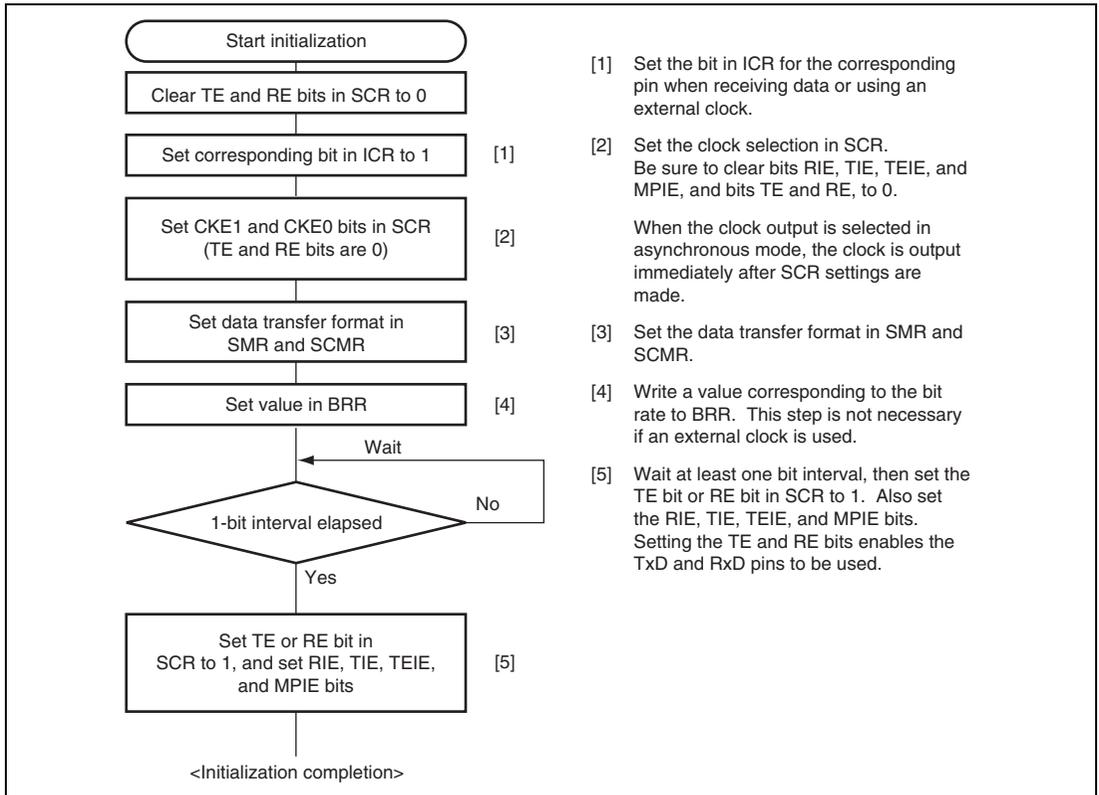 Start initialization
Clear TE and RE bits in SCR to 0
Set corresponding bit in ICR to 1
[1]
Set CKE1 and CKE0 bits in SCR
(TE and RE bits are 0)
[2]
Set data transfer format in
SMR and SCMR
[3]
Set value in BRR
[4]
Wait
No
1-bit interval elapsed
Yes
Set TE or RE bit in
SCR to 1, and set RIE, TIE, TEIE,
and MPIE bits
[5]
<Initialization completion>
[1] Set the bit in ICR for the corresponding
pin when receiving data or using an
external clock.
[2] Set the clock selection in SCR.
Be sure to clear bits RIE, TIE, TEIE, and
MPIE, and bits TE and RE, to 0.
When the clock output is selected in
asynchronous mode, the clock is output
immediately after SCR settings are
made.
[3] Set the data transfer format in SMR and
SCMR.
[4] Write a value corresponding to the bit
rate to BRR. This step is not necessary
if an external clock is used.
[5] Wait at least one bit interval, then set the
TE bit or RE bit in SCR to 1. Also set
the RIE, TIE, TEIE, and MPIE bits.
Setting the TE and RE bits enables the
TxD and RxD pins to be used.